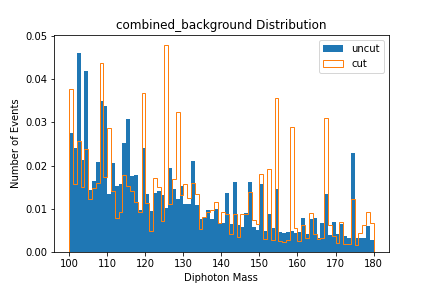 combined_background Distribution
uncut
cut
Number of Events
0.05
0.04
0.03
0.02
0.01
0.00
100 110 120 130 140 150 160 170 180
Diphoton Mass